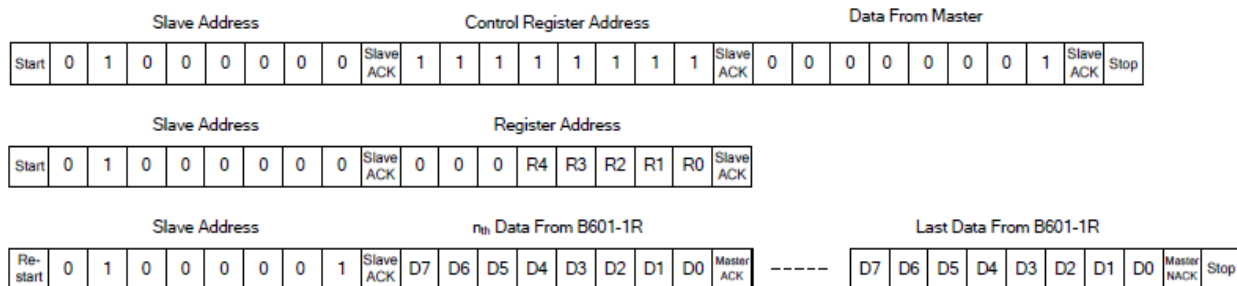 Slave Address Control Register Address Data From Master
Start 0 1 0 0 0 0 0 0 Slave ACK 1 1 1 1 1 1 1 1 Slave ACK 0 0 0 0 0 0 0 1 Slave ACK Stop
Slave Address Register Address
Start 0 1 0 0 0 0 0 0 Slave ACK 0 0 0 R4 R3 R2 R1 R0 Slave ACK
Slave Address nth Data From B601-1R Last Data From B601-1R
Re-start 0 1 0 0 0 0 0 1 Slave ACK D7 D6 D5 D4 D3 D2 D1 D0 Master ACK ----- D7 D6 D5 D4 D3 D2 D1 D0 Master NACK Stop